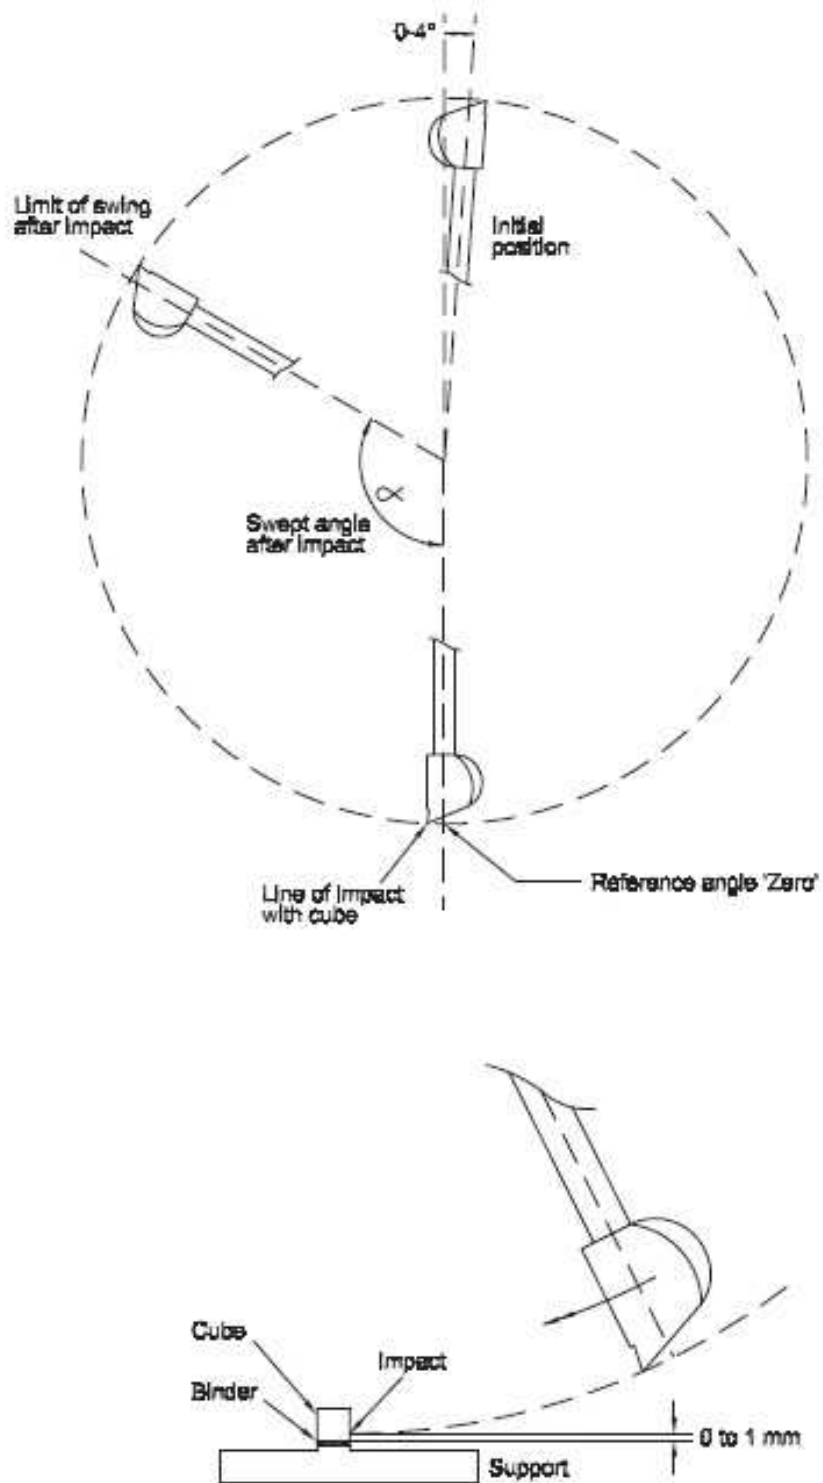 0-4°
Limit of swing
after impact
Initial
position
α
Swept angle
after impact
Line of impact
with cube
Reference angle 'Zero'
Cube
Impact
Binder
0 to 1 mm
Support